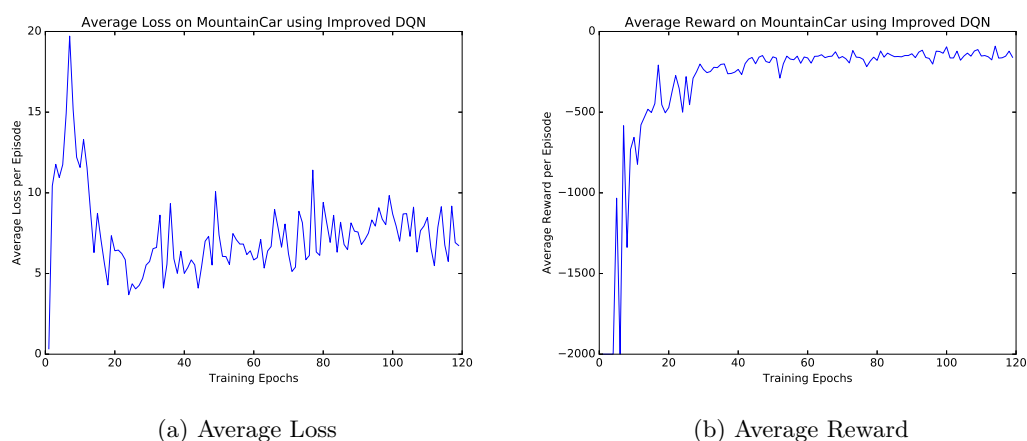 Average Loss on MountainCar using Improved DQN
20
15
10
5
0
Average Loss per Episode
0 20 40 60 80 100 120
Training Epochs
(a) Average Loss
Average Reward on MountainCar using Improved DQN
0
−500
−1000
−1500
−2000
Average Reward per Episode
0 20 40 60 80 100 120
Training Epochs
(b) Average Reward